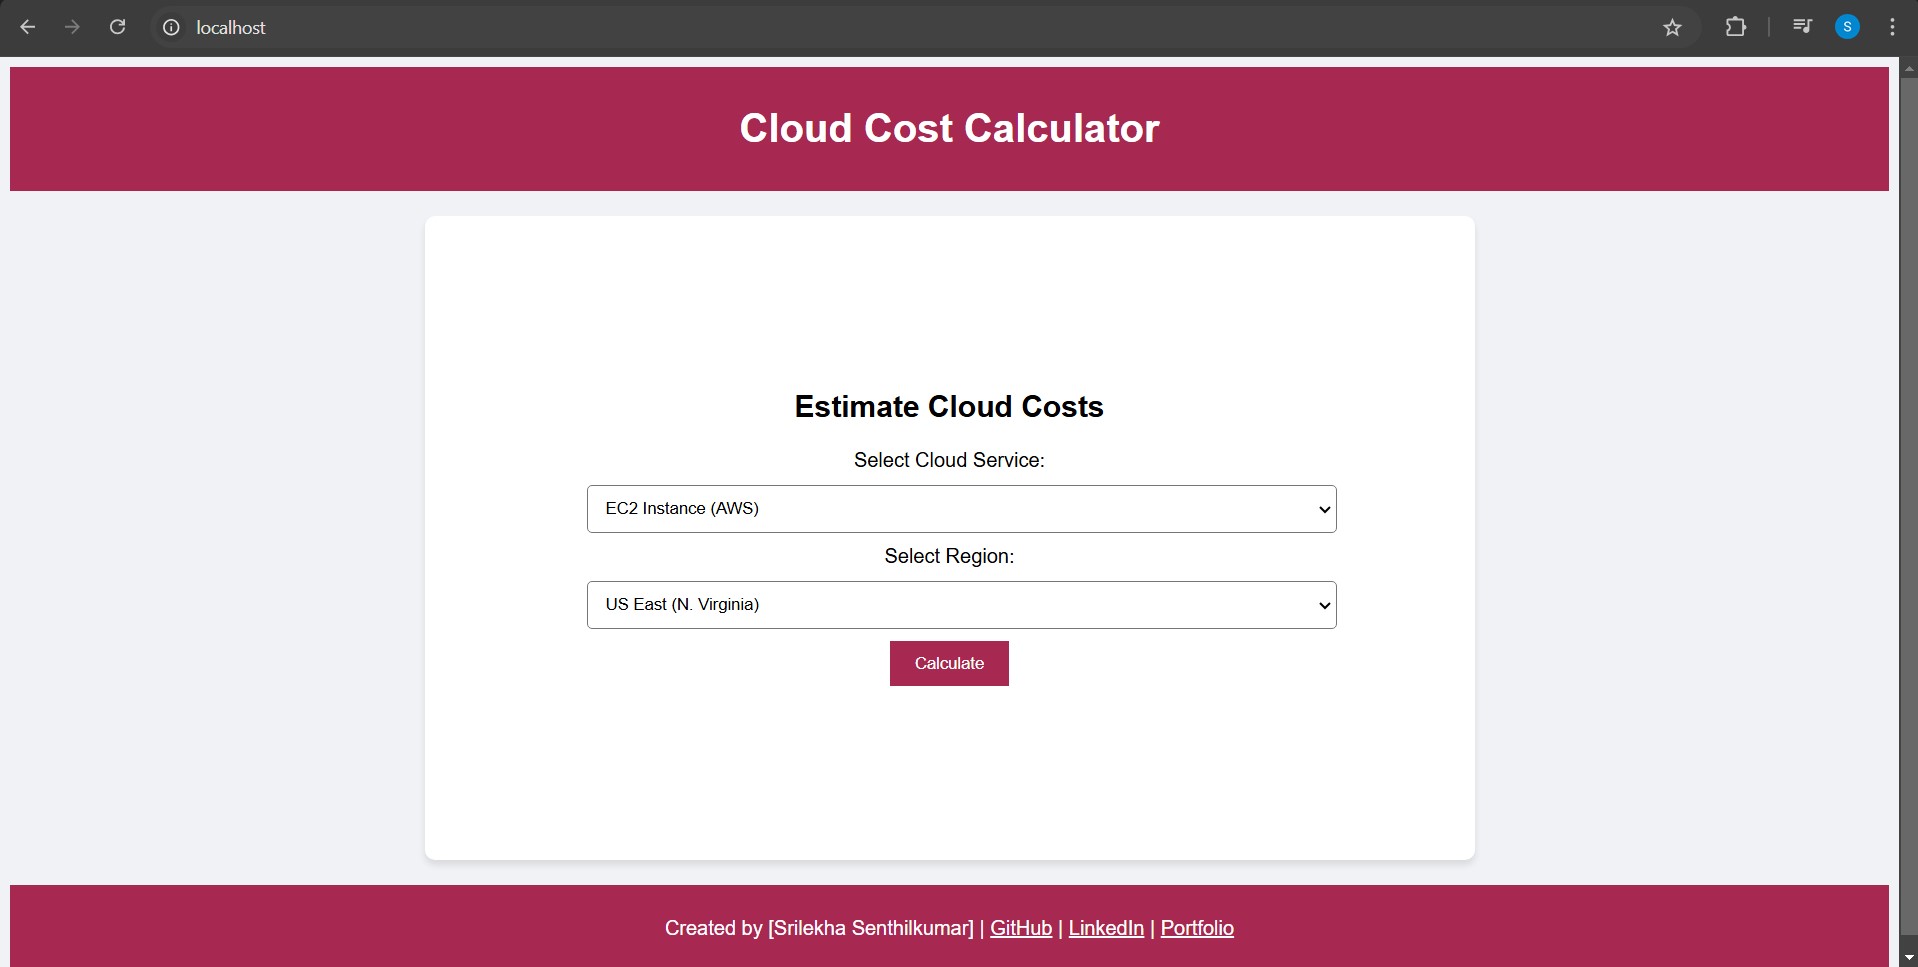 localhost
S
Cloud Cost Calculator
Estimate Cloud Costs
Select Cloud Service:
EC2 Instance (AWS)
Select Region:
US East (N. Virginia)
Calculate
Created by [Srilekha Senthilkumar] | GitHub | LinkedIn | Portfolio